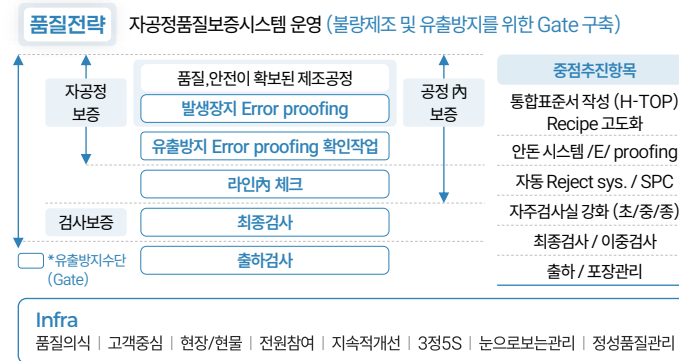 품질전략 자공정품질보증시스템 운영 (불량제조 및 유출방지를 위한 Gate 구축)
자공정
보증
품질,안전이 확보된 제조공정
발생장지 Error proofing
유출방지 Error proofing 확인작업
라인內 체크
공정 內
보증
검사보증
최종검사
출하검사
*유출방지수단
(Gate)
중점추진항목
통합표준서 작성 (H-TOP)
Recipe 고도화
안돈 시스템 /E/ proofing
자동 Reject sys. / SPC
자주검사실 강화 (초/중/종)
최종검사 / 이중검사
출하 / 포장관리
Infra
품질의식 | 고객중심 | 현장/현물 | 전원참여 | 지속적개선 | 3정5S | 눈으로보는관리 | 정성품질관리